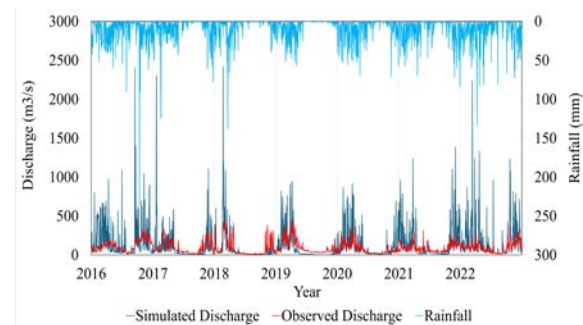 3000
2500
2000
1500
1000
500
0
Discharge (m3/s)
0
50
100
150
200
250
300
Rainfall (mm)
2016 2017 2018 2019 2020 2021 2022
Year
Simulated Discharge Observed Discharge Rainfall